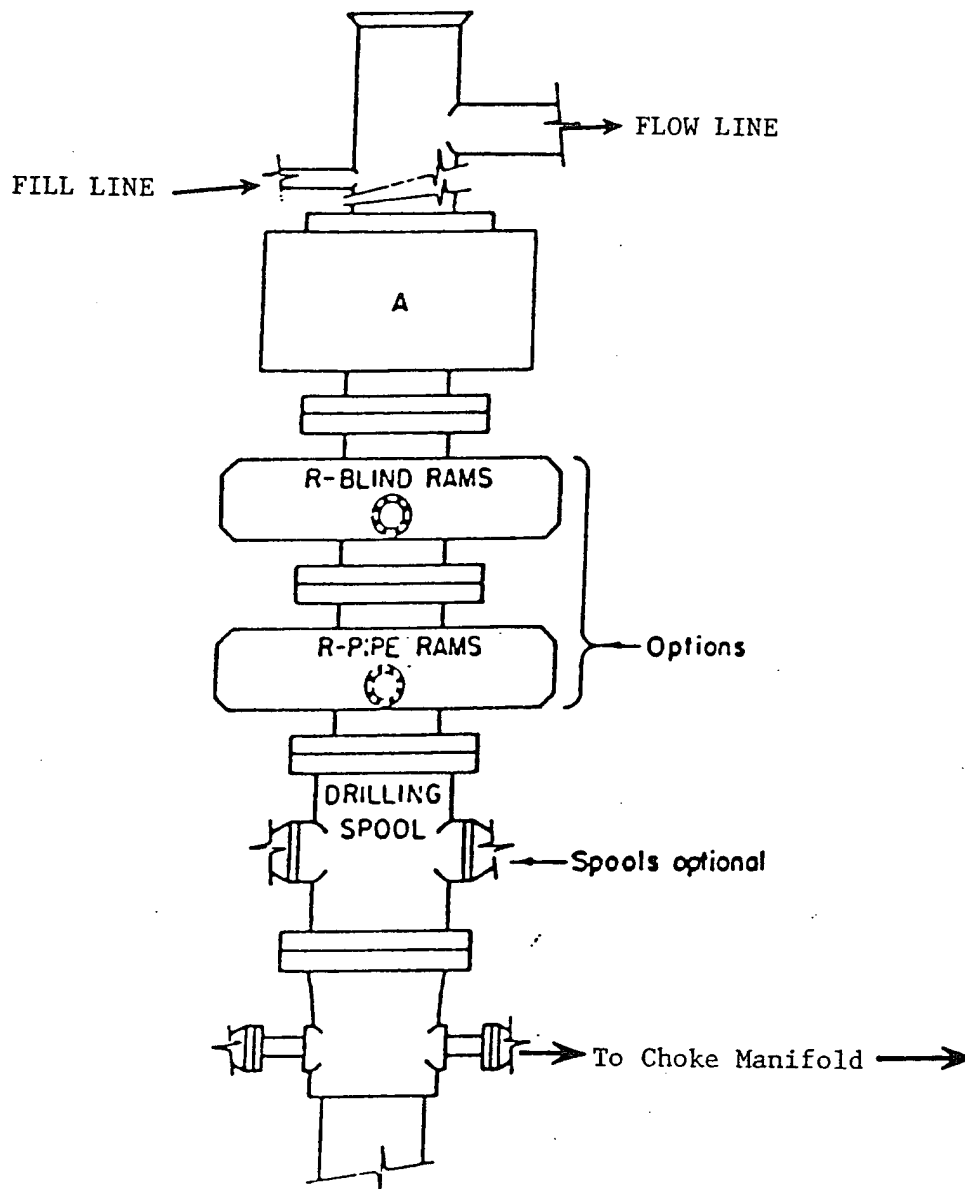 FLOW LINE
FILL LINE
A
R-BLIND RAMS
R-PIPE RAMS
Options
DRILLING
SPOOL
Spools optional
To Choke Manifold